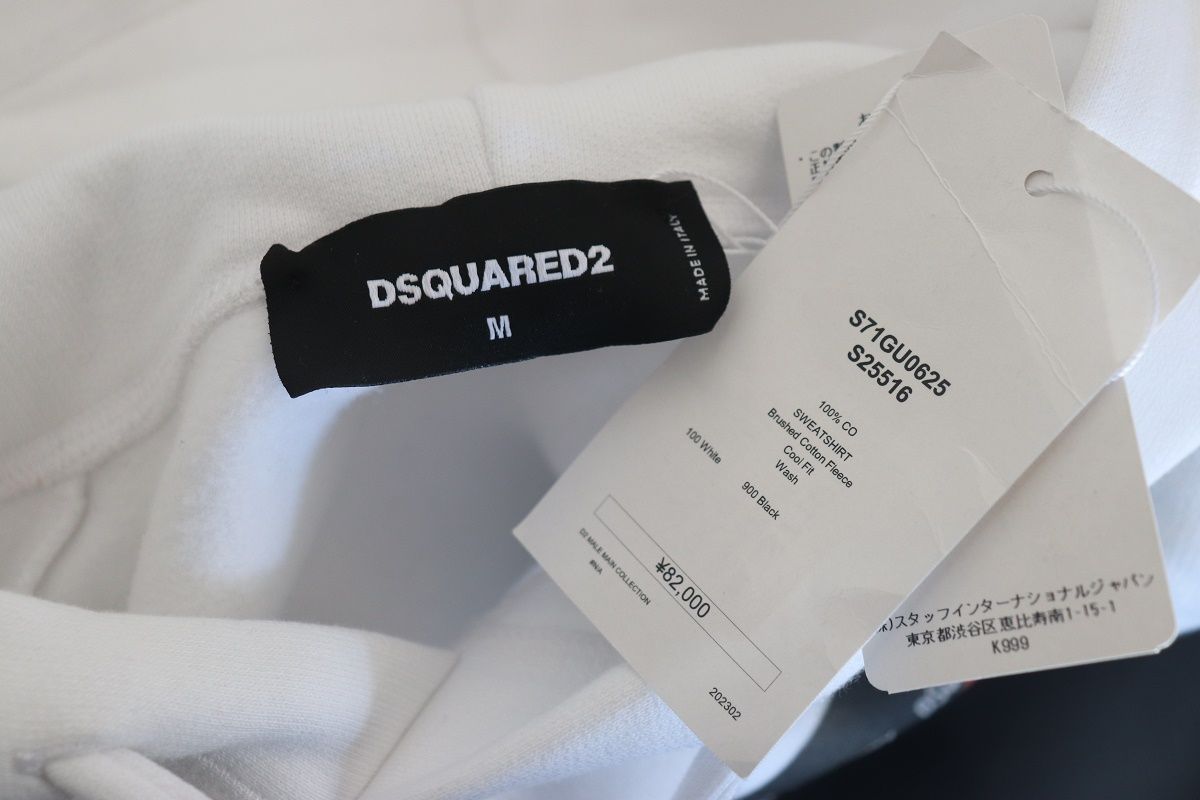 DSQUARED2
M
MADE IN ITALY
S71GU0625
S25516
100% CO
SWEATSHIRT
Brushed Cotton Fleece
Cool Fit
Wash
100 White
900 Black
¥82,000
D2 MALE MAIN COLLECTION
#N/A
202302
)スタッフインターナショナルジャパン
東京都渋谷区恵比寿南1-15-1
K999